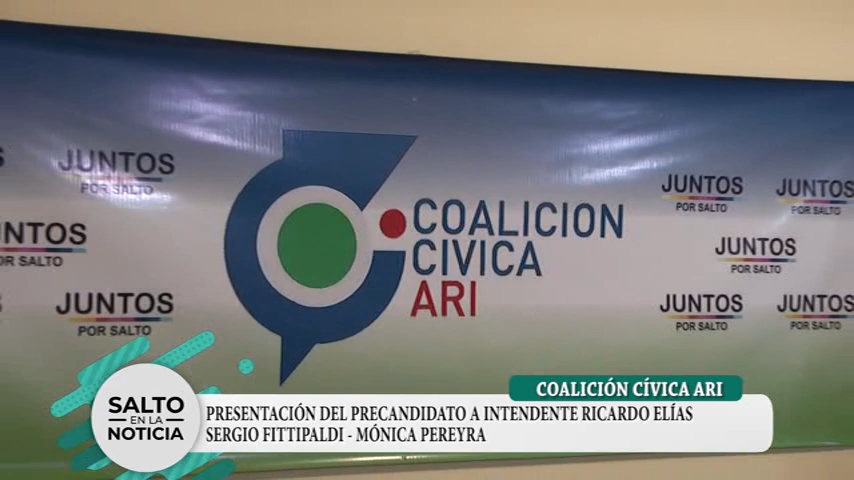 JUNTOS
POR SALTO
JUNTOS
POR SALTO
JUNTOS
POR SALTO
COALICION
CIVICA
ARI
JUNTOS
POR SALTO
JUNTOS
POR SALTO
JUNTOS
POR SALTO
JUNTOS
POR SALTO
JUNTOS
POR SALTO
COALICIÓN CÍVICA ARI
SALTO
EN LA
NOTICIA
PRESENTACIÓN DEL PRECANDIDATO A INTENDENTE RICARDO ELÍAS
SERGIO FITTIPALDI - MÓNICA PEREYRA